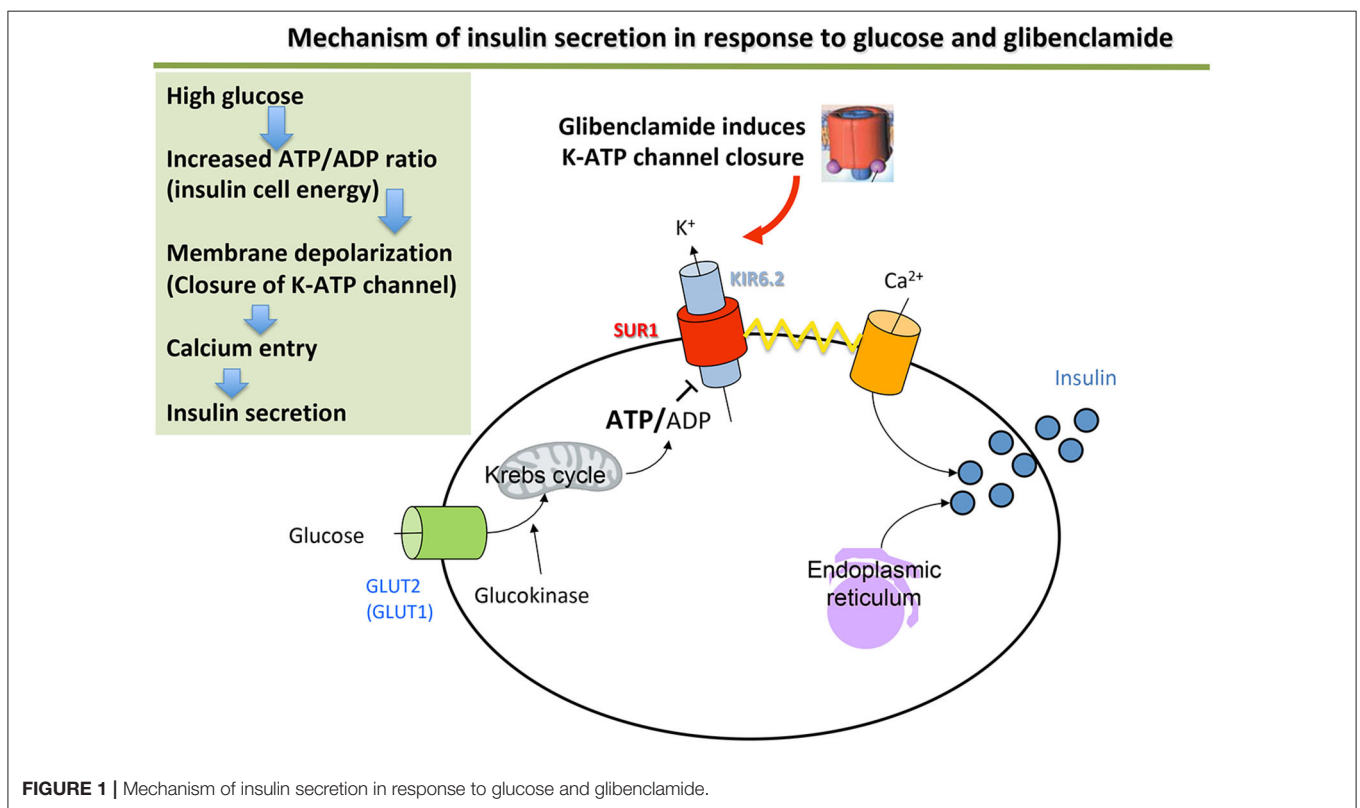 Mechanism of insulin secretion in response to glucose and glibenclamide
High glucose
Increased ATP/ADP ratio
(insulin cell energy)
Membrane depolarization
(Closure of K-ATP channel)
Calcium entry
Insulin secretion
Glibenclamide induces
K-ATP channel closure
K+
KIR6.2
Ca2+
SUR1
Insulin
ATP/ADP
Krebs cycle
Glucose
GLUT2
(GLUT1)
Glucokinase
Endoplasmic
reticulum
FIGURE 1 | Mechanism of insulin secretion in response to glucose and glibenclamide.